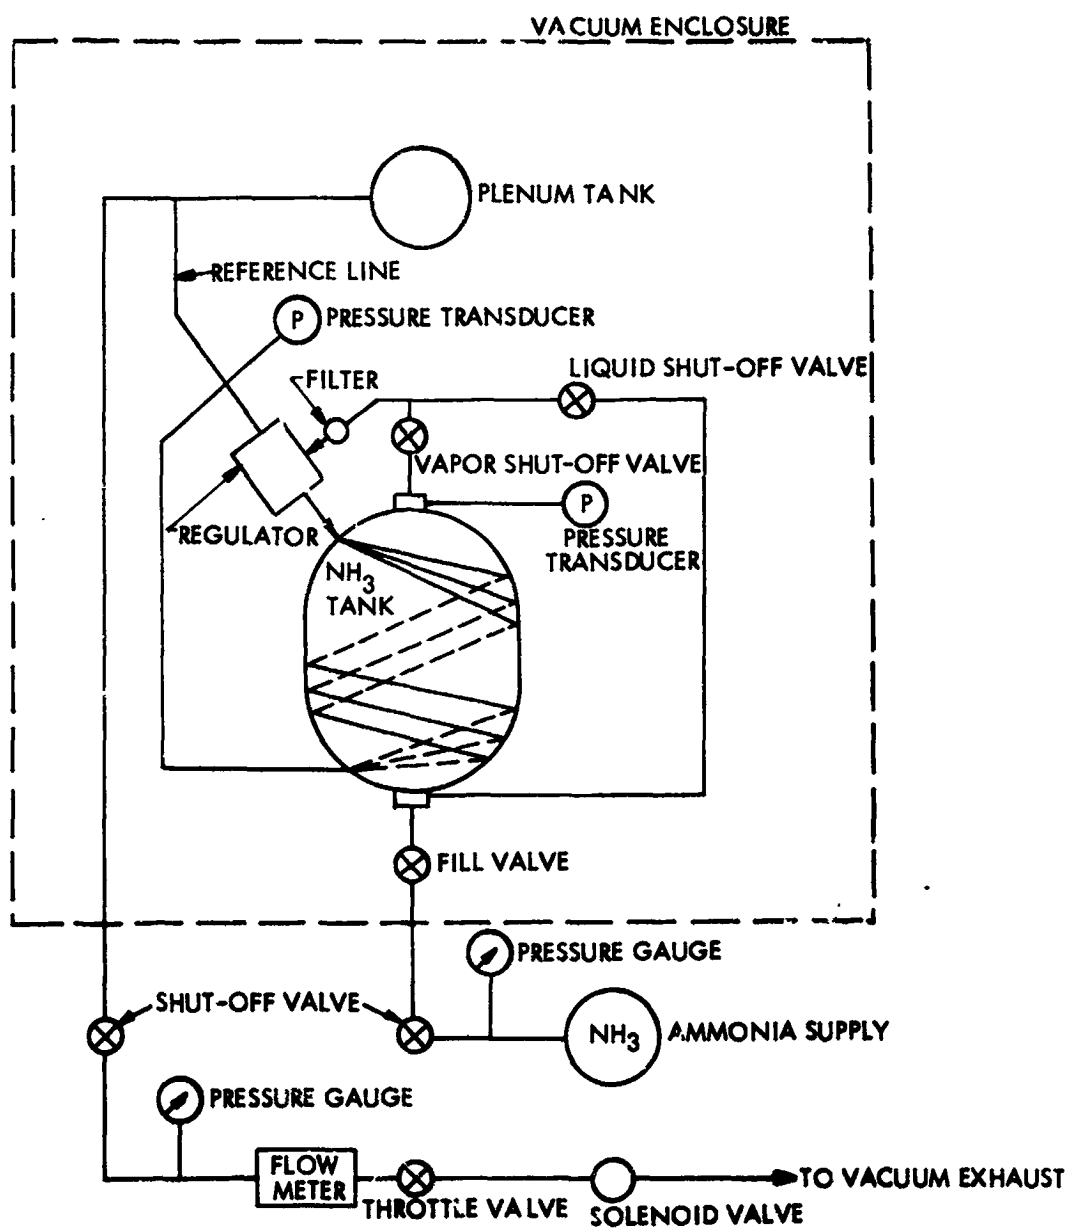 VACUUM ENCLOSURE
PLENUM TANK
REFERENCE LINE
P
PRESSURE TRANSDUCER
LIQUID SHUT-OFF VALVE
FILTER
VAPOR SHUT-OFF VALVE
P
PRESSURE
TRANSDUCER
REGULATOR
NH3
TANK
FILL VALVE
PRESSURE GAUGE
SHUT-OFF VALVE
NH3
AMMONIA SUPPLY
PRESSURE GAUGE
FLOW
METER
THROTTLE VALVE
SOLENOID VALVE
TO VACUUM EXHAUST